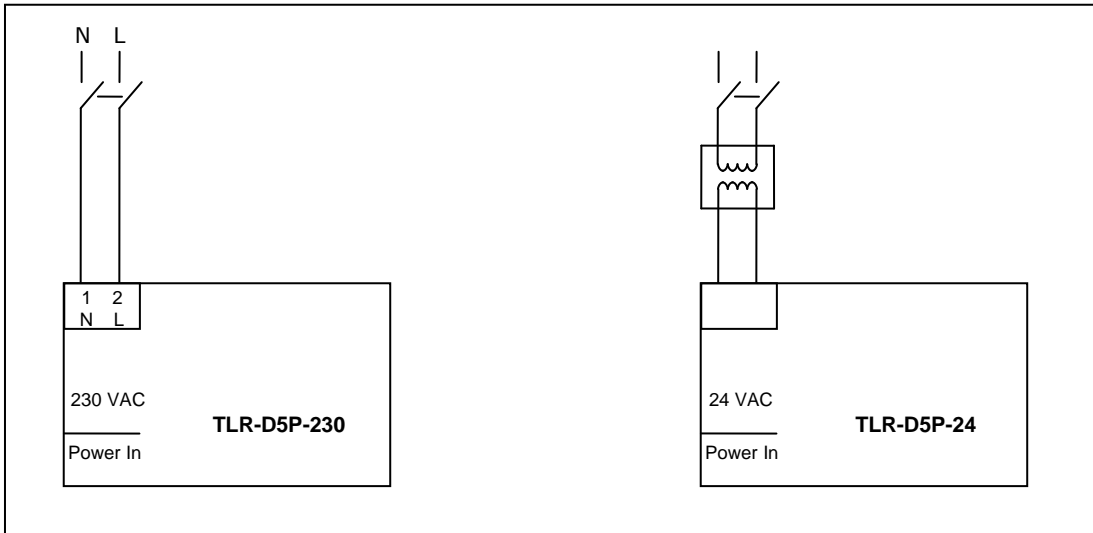 N L
1 2
N L
230 VAC
TLR-D5P-230
Power In
24 VAC
TLR-D5P-24
Power In